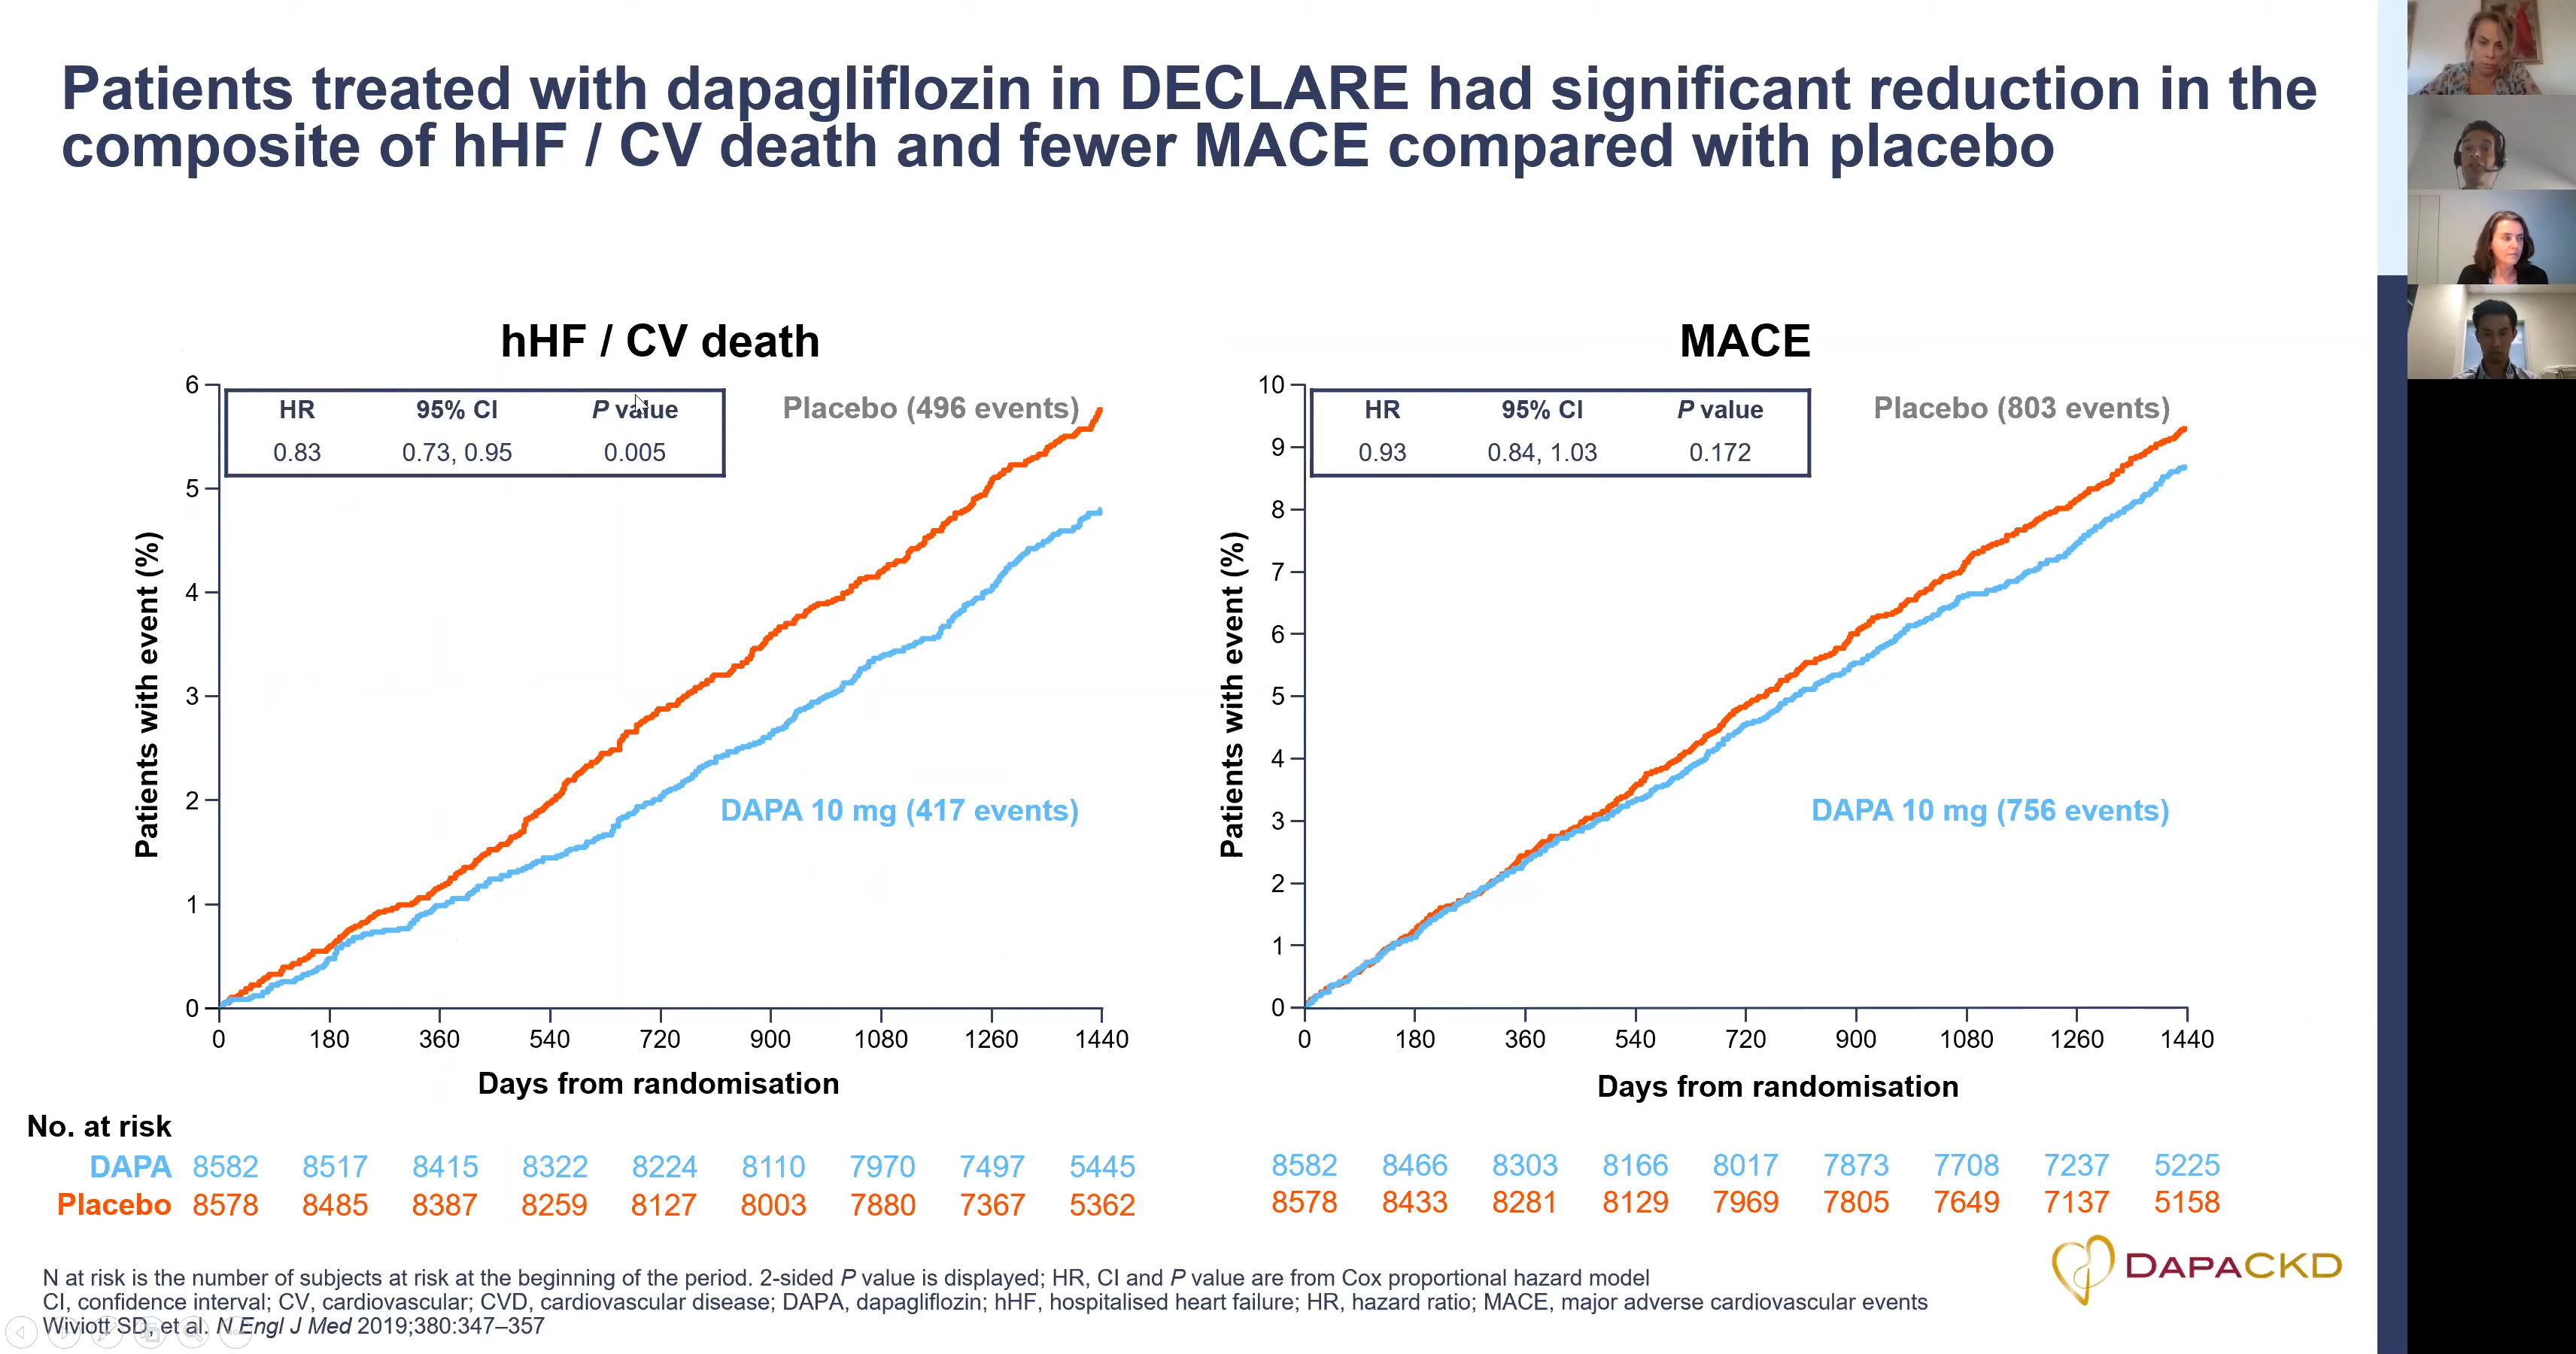 Patients treated with dapagliflozin in DECLARE had significant reduction in the
composite of hHF / CV death and fewer MACE compared with placebo
hHF / CV death
HR 95% CI P value
0.83 0.73, 0.95 0.005
Placebo (496 events)
DAPA 10 mg (417 events)
Patients with event (%)
6
5
4
3
2
1
0
0 180 360 540 720 900 1080 1260 1440
Days from randomisation
MACE
HR 95% CI P value
0.93 0.84, 1.03 0.172
Placebo (803 events)
DAPA 10 mg (756 events)
Patients with event (%)
10
9
8
7
6
5
4
3
2
1
0
0 180 360 540 720 900 1080 1260 1440
Days from randomisation
No. at risk
DAPA 8582 8517 8415 8322 8224 8110 7970 7497 5445
Placebo 8578 8485 8387 8259 8127 8003 7880 7367 5362
8582 8466 8303 8166 8017 7873 7708 7237 5225
8578 8433 8281 8129 7969 7805 7649 7137 5158
N at risk is the number of subjects at risk at the beginning of the period. 2-sided P value is displayed; HR, CI and P value are from Cox proportional hazard model
CI, confidence interval; CV, cardiovascular; CVD, cardiovascular disease; DAPA, dapagliflozin; hHF, hospitalised heart failure; HR, hazard ratio; MACE, major adverse cardiovascular events
Wiviott SD, et al. N Engl J Med 2019;380:347–357
DAPACKD